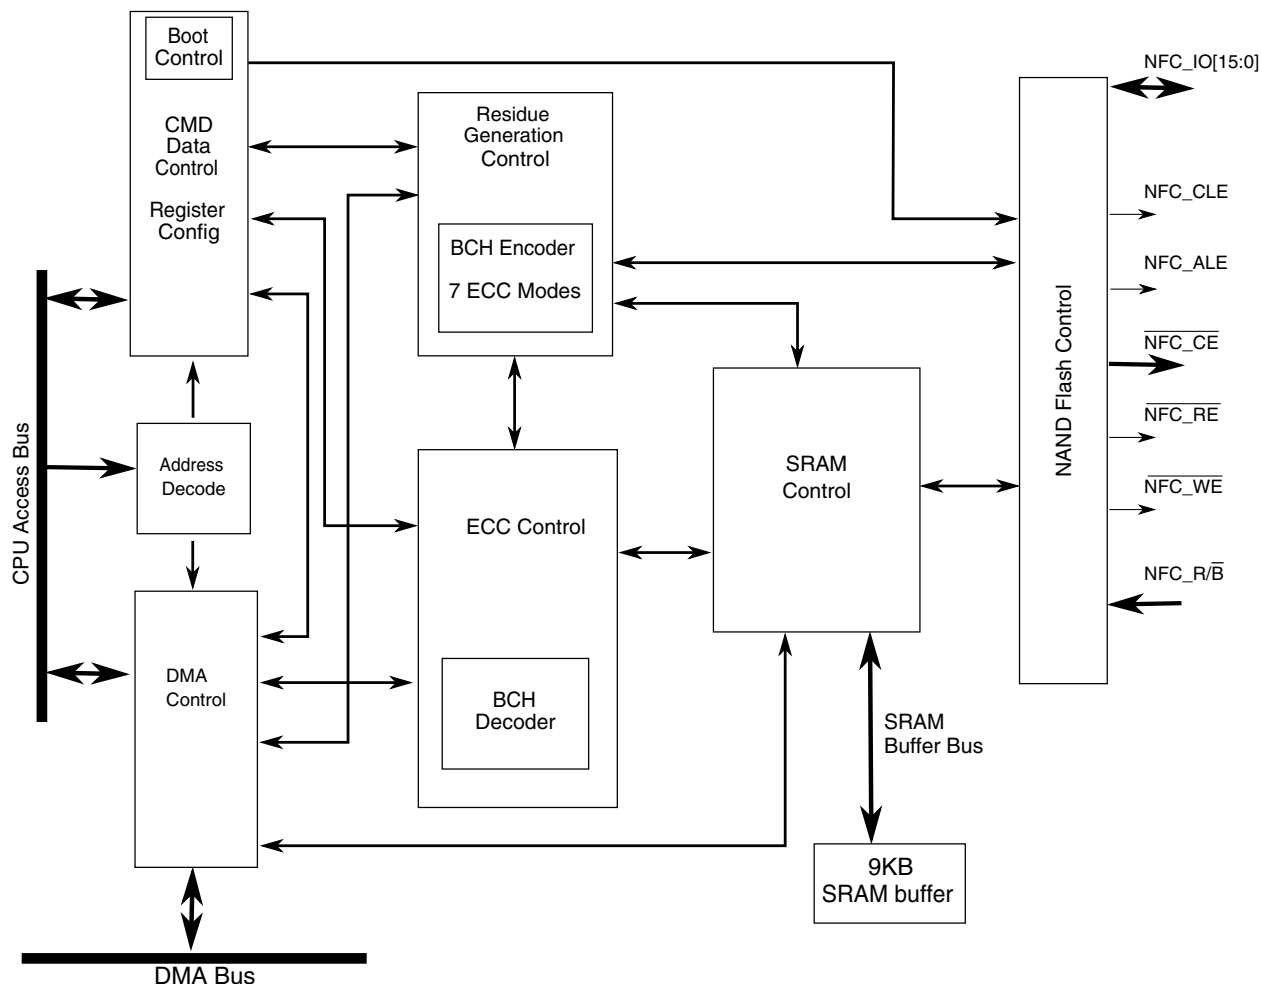 Boot
Control
CMD
Data
Control
Register
Config
Residue
Generation
Control
BCH Encoder
7 ECC Modes
NFC_IO[15:0]
NFC_CLE
NFC_ALE
NFC_CE
NFC_RE
NFC_WE
NFC_R/B
NAND Flash Control
CPU Access Bus
Address
Decode
ECC Control
SRAM
Control
DMA
Control
BCH
Decoder
SRAM
Buffer Bus
9KB
SRAM buffer
DMA Bus